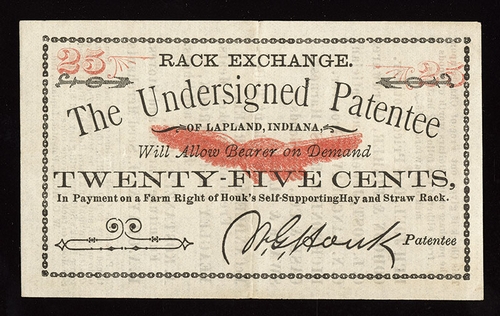 25 RACK EXCHANGE. 25
The Undersigned Patentee
OF LAPLAND, INDIANA,
Will Allow Bearer on Demand
TWENTY-FIVE CENTS,
In Payment on a Farm Right of Houk's Self-Supporting Hay and Straw Rack.
W. G. Houk Patentee